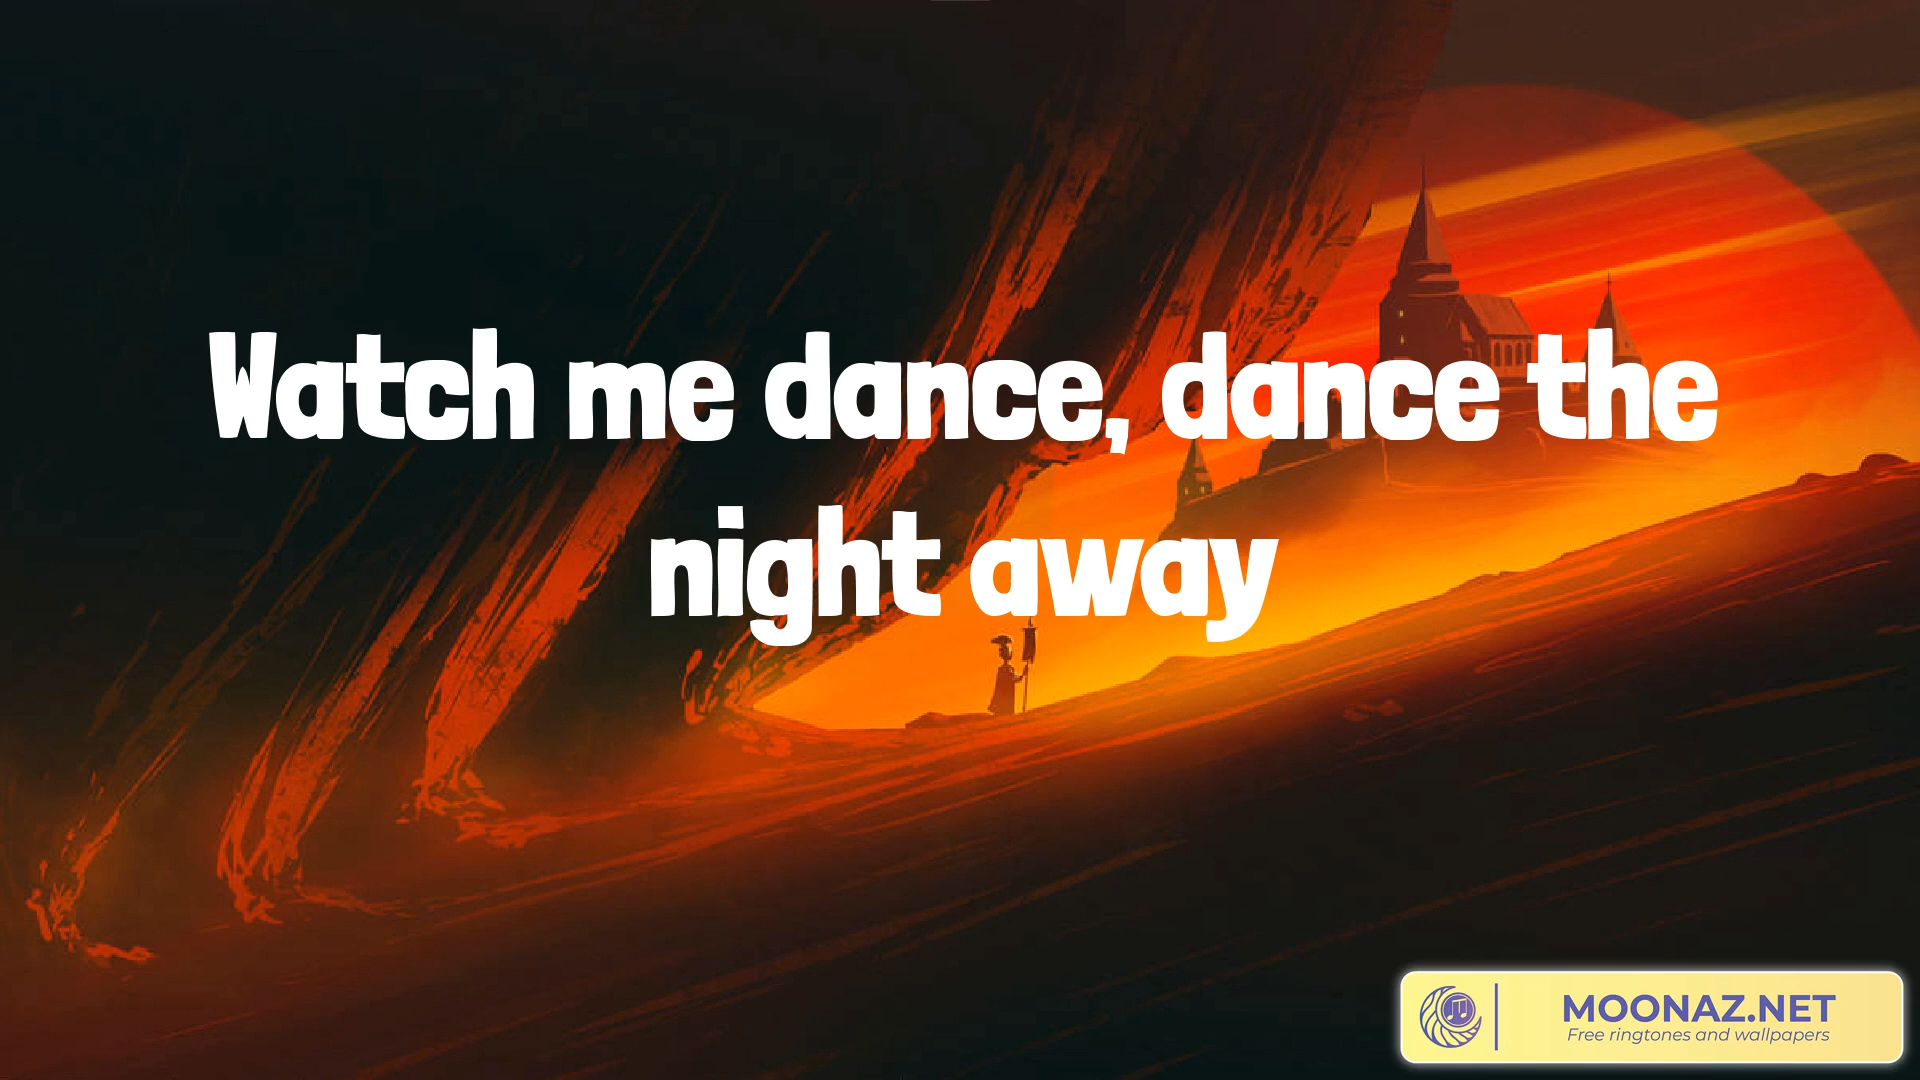 Watch me dance, dance the
night away
MOONAZ.NET
Free ringtones and wallpapers